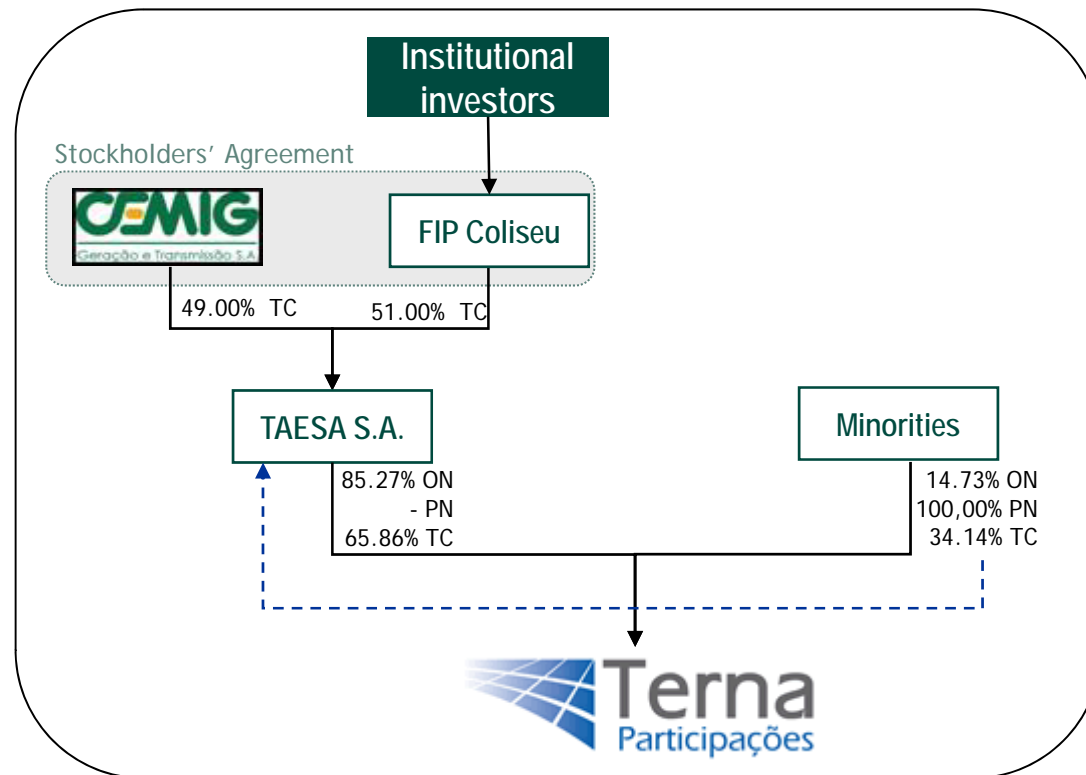 Institutional
investors
Stockholders’ Agreement
CEMIG
Geração e Transmissão S.A
FIP Coliseu
49.00% TC
51.00% TC
TAESA S.A.
Minorities
85.27% ON
- PN
65.86% TC
14.73% ON
100,00% PN
34.14% TC
Terna
Participações